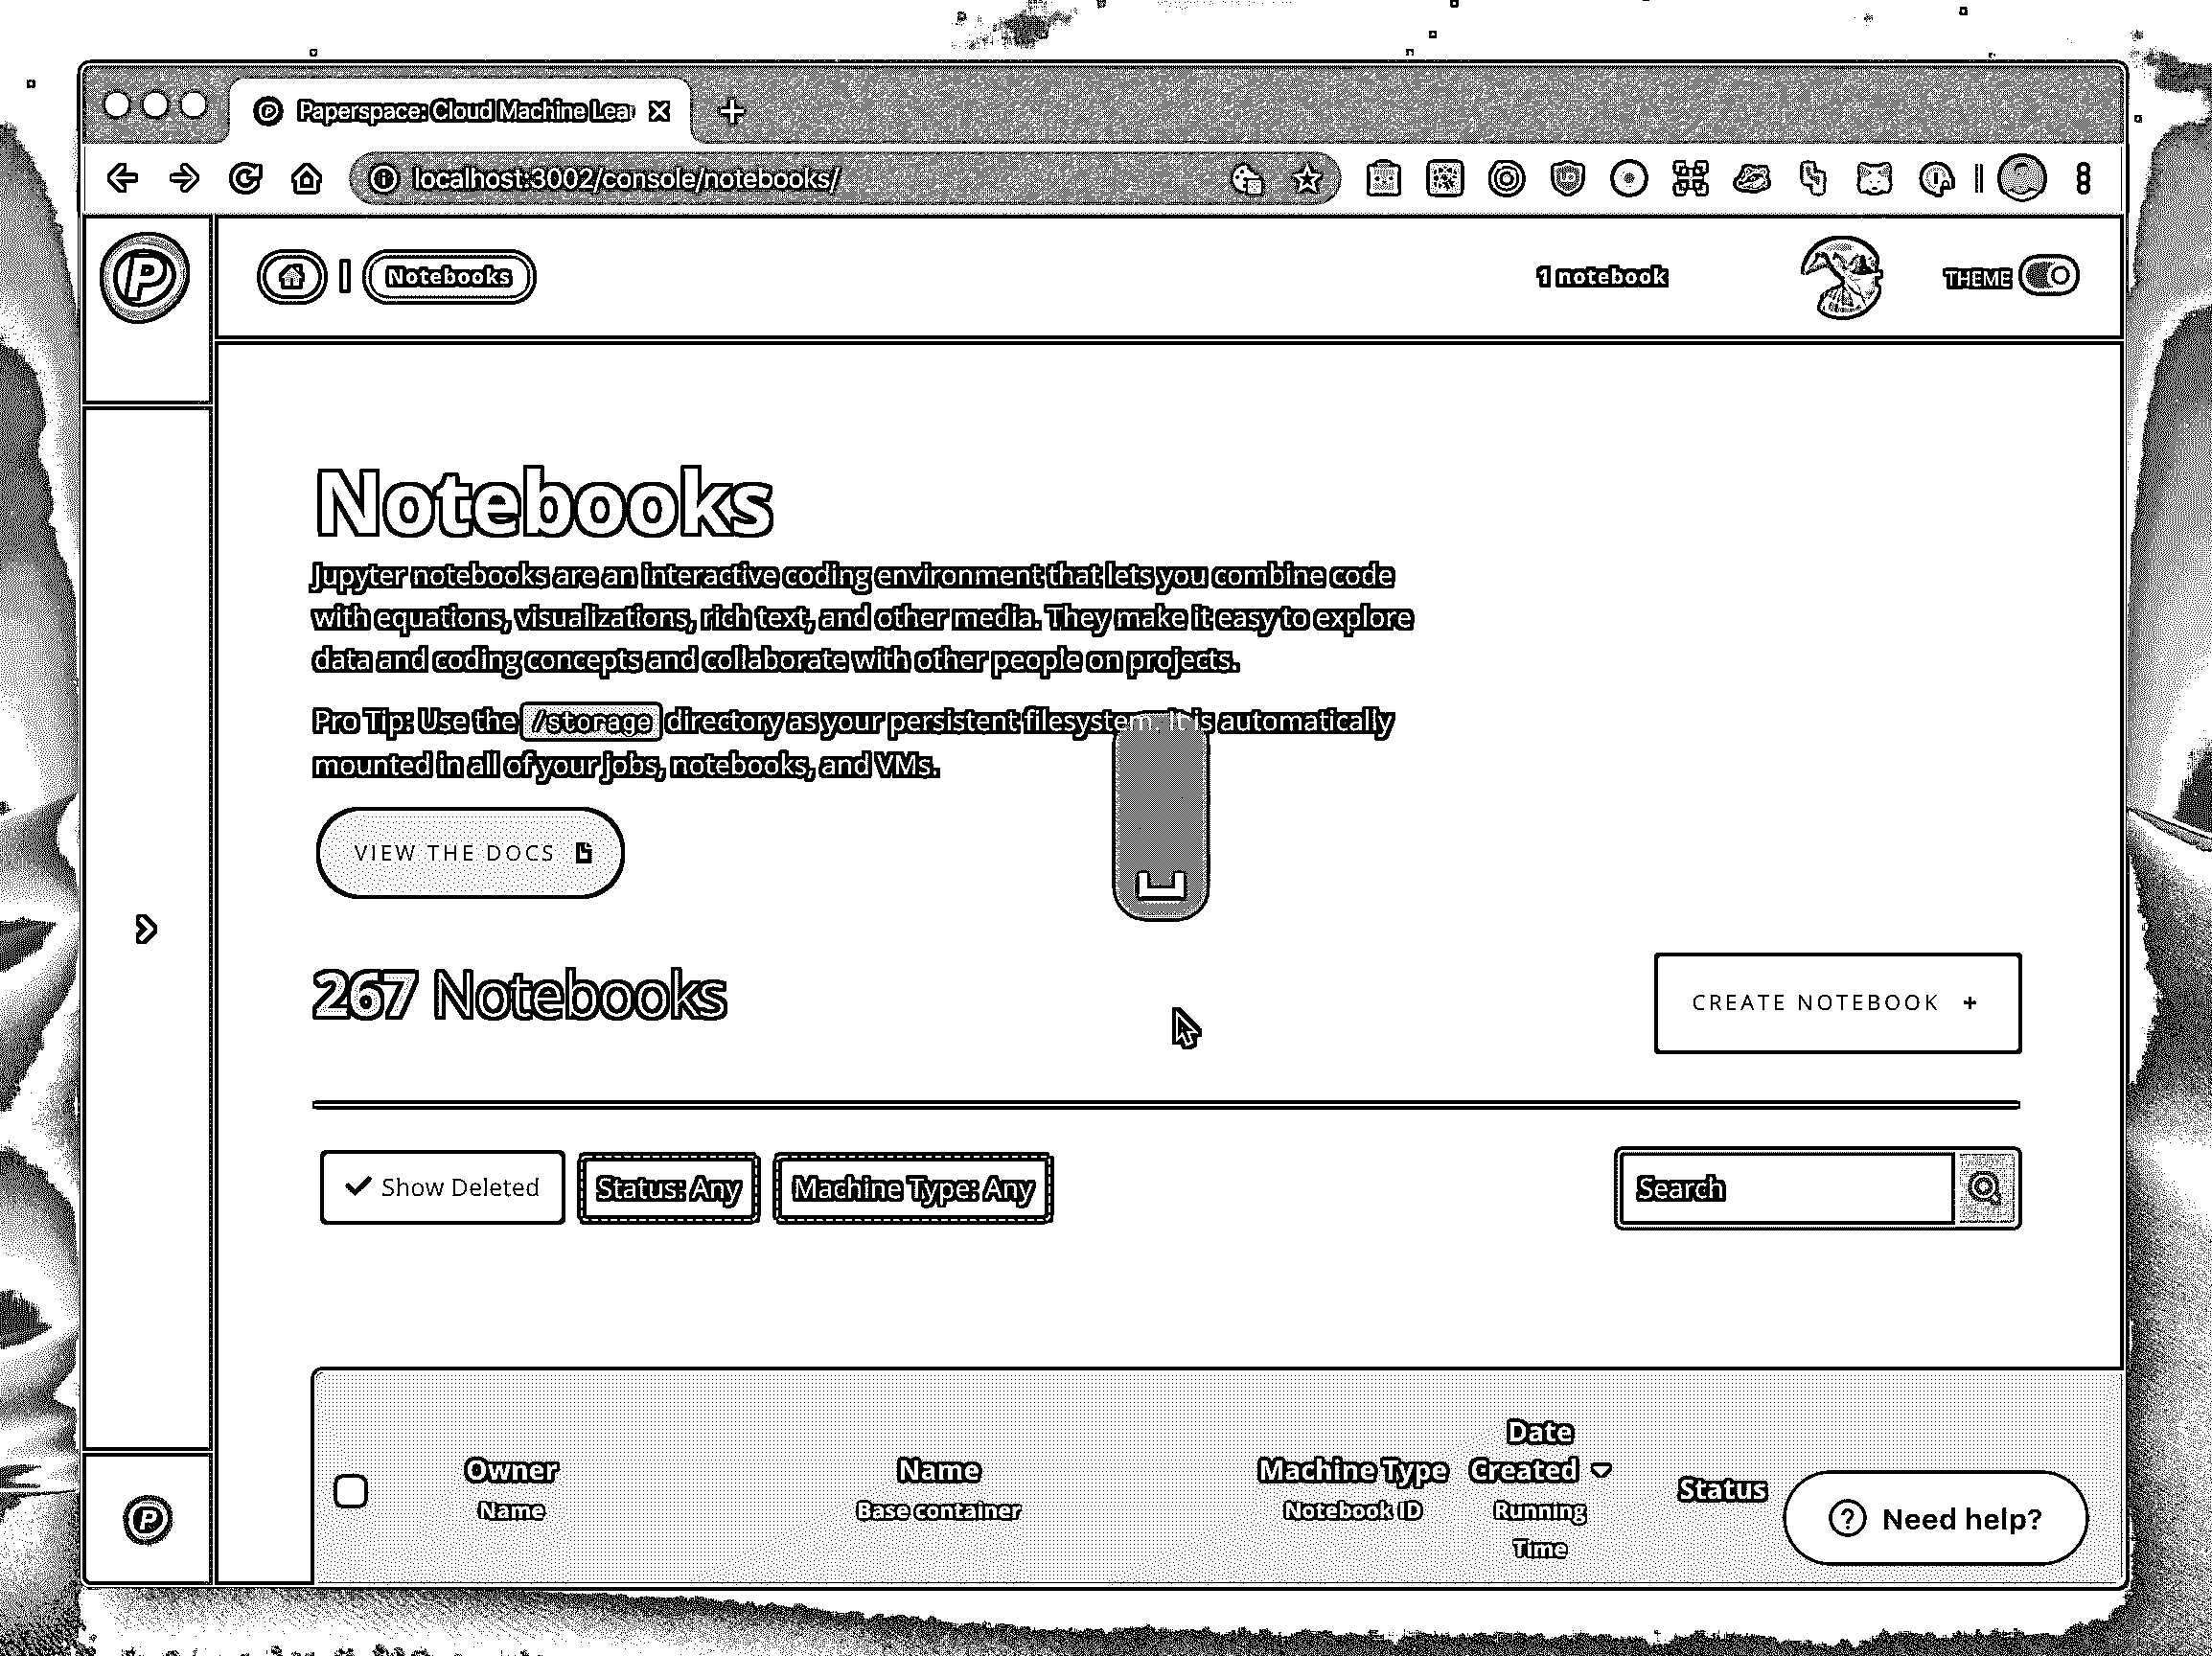 Paperspace: Cloud Machine Lea
localhost:3002/console/notebooks/
Notebooks
1 notebook
THEME
Notebooks
Jupyter notebooks are an interactive coding environment that lets you combine code
with equations, visualizations, rich text, and other media. They make it easy to explore
data and coding concepts and collaborate with other people on projects.
Pro Tip: Use the /storage directory as your persistent filesystem. It is automatically
mounted in all of your jobs, notebooks, and VMs.
VIEW THE DOCS
267 Notebooks
CREATE NOTEBOOK +
Show Deleted
Status: Any
Machine Type: Any
Search
Owner
Name
Name
Base container
Machine Type
Notebook ID
Date
Created
Running
Time
Status
Need help?